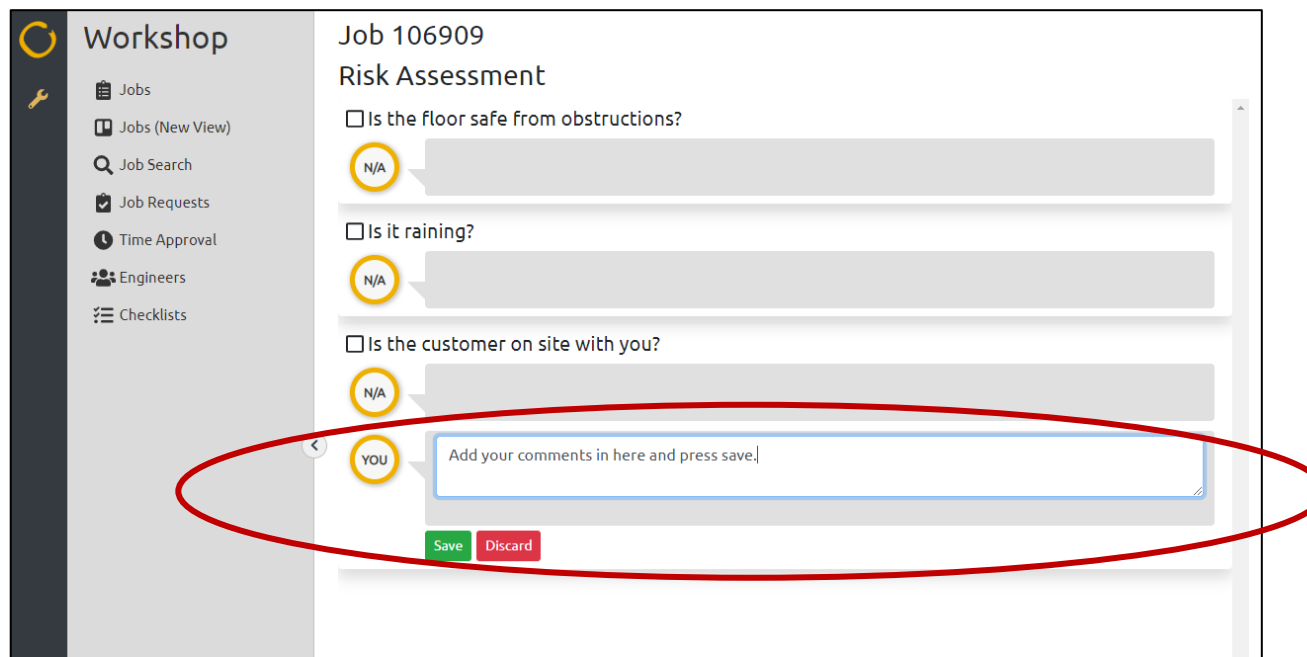 Workshop
Jobs
Jobs (New View)
Job Search
Job Requests
Time Approval
Engineers
Checklists
Job 106909
Risk Assessment
Is the floor safe from obstructions?
N/A
Is it raining?
N/A
Is the customer on site with you?
N/A
YOU
Add your comments in here and press save.
Save Discard